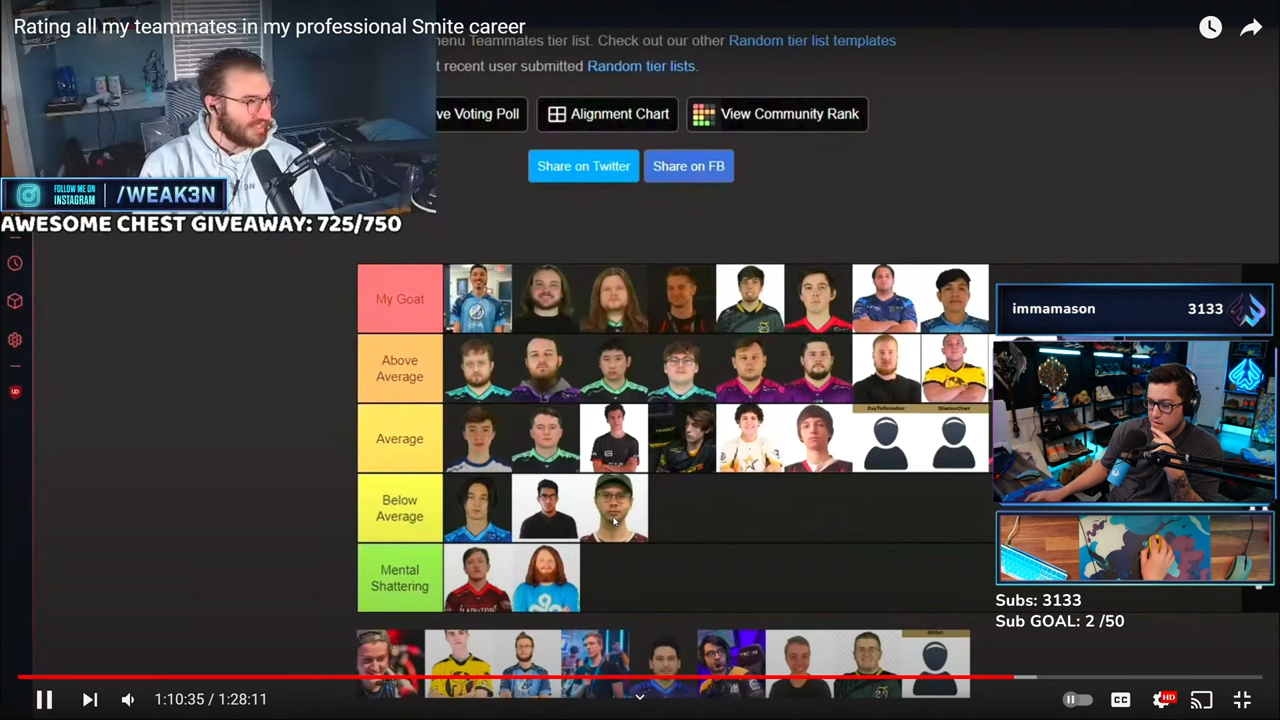 Rating all my teammates in my professional Smite career
enu Teammates tier list. Check out our other Random tier list templates
t recent user submitted Random tier lists.
ve Voting Poll
Alignment Chart
View Community Rank
Share on Twitter
Share on FB
FOLLOW ME ON
INSTAGRAM
/WEAK3N
AWESOME CHEST GIVEAWAY: 725/750
My Goat
immamason 3133
Above
Average
Average
Below
Average
Mental
Shattering
Subs: 3133
Sub GOAL: 2 /50
1:10:35 / 1:28:11
CC
HD